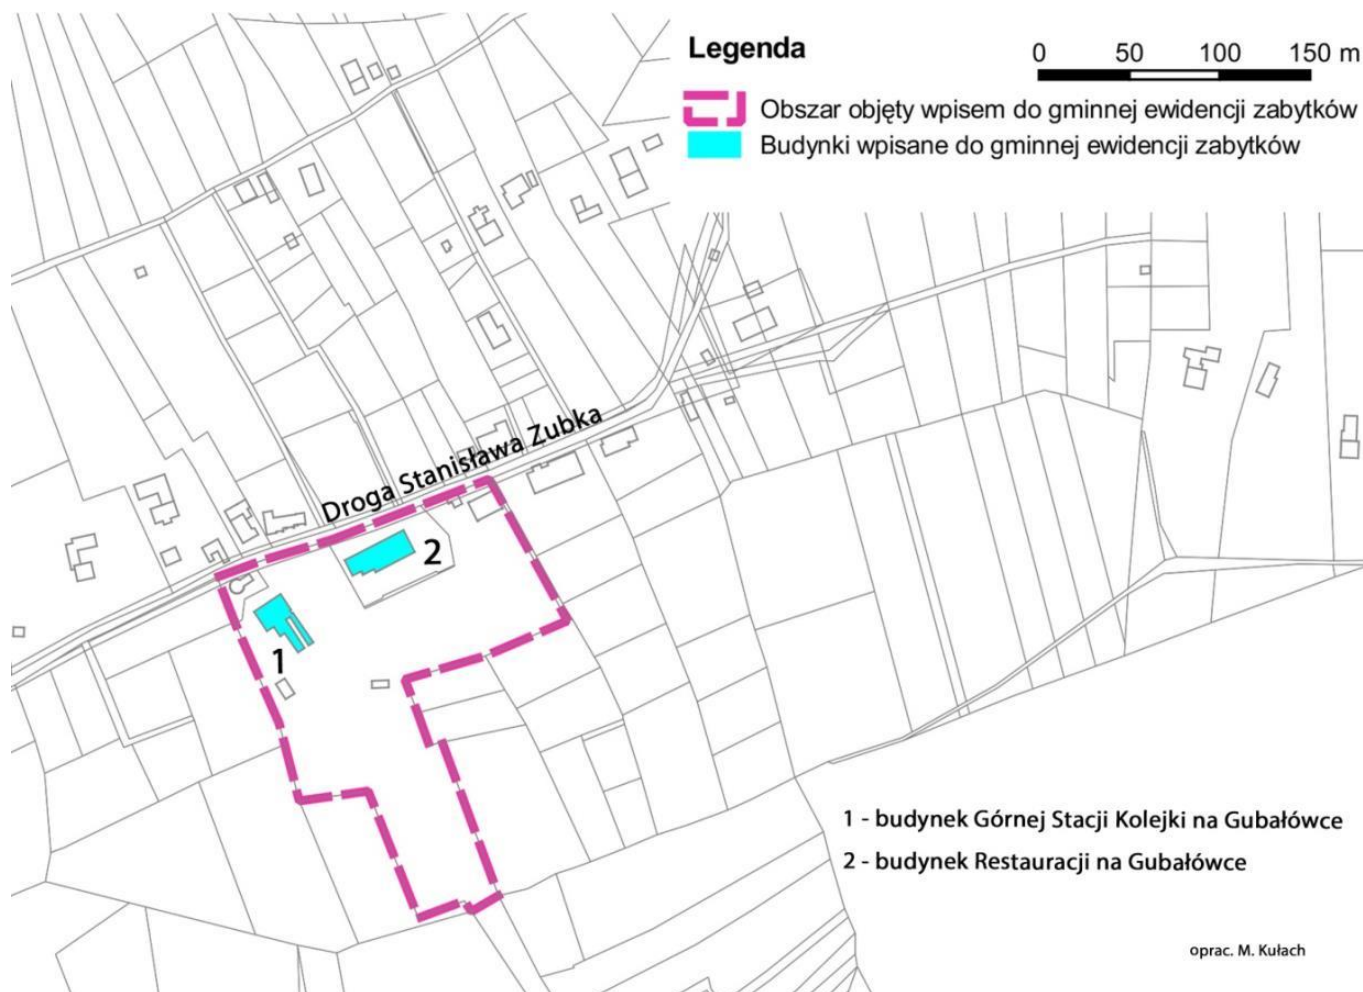 Legenda
0 50 100 150 m
Obszar objęty wpisem do gminnej ewidencji zabytków
Budynki wpisane do gminnej ewidencji zabytków
Droga Stanisława Zubka
2
1
1 - budynek Górnej Stacji Kolejki na Gubałówce
2 - budynek Restauracji na Gubałówce
oprac. M. Kułach